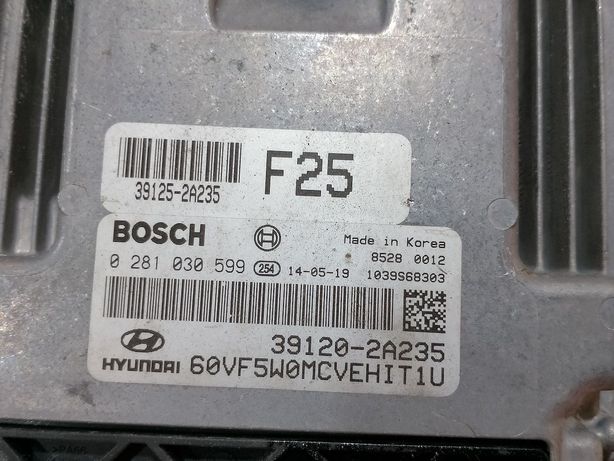 F25
39125-2A235
BOSCH
Made in Korea
8528 0012
0 281 030 599 254 14-05-19 1039S68303
39120-2A235
HYUNDAI 60VF5W0MCVEHIT1U